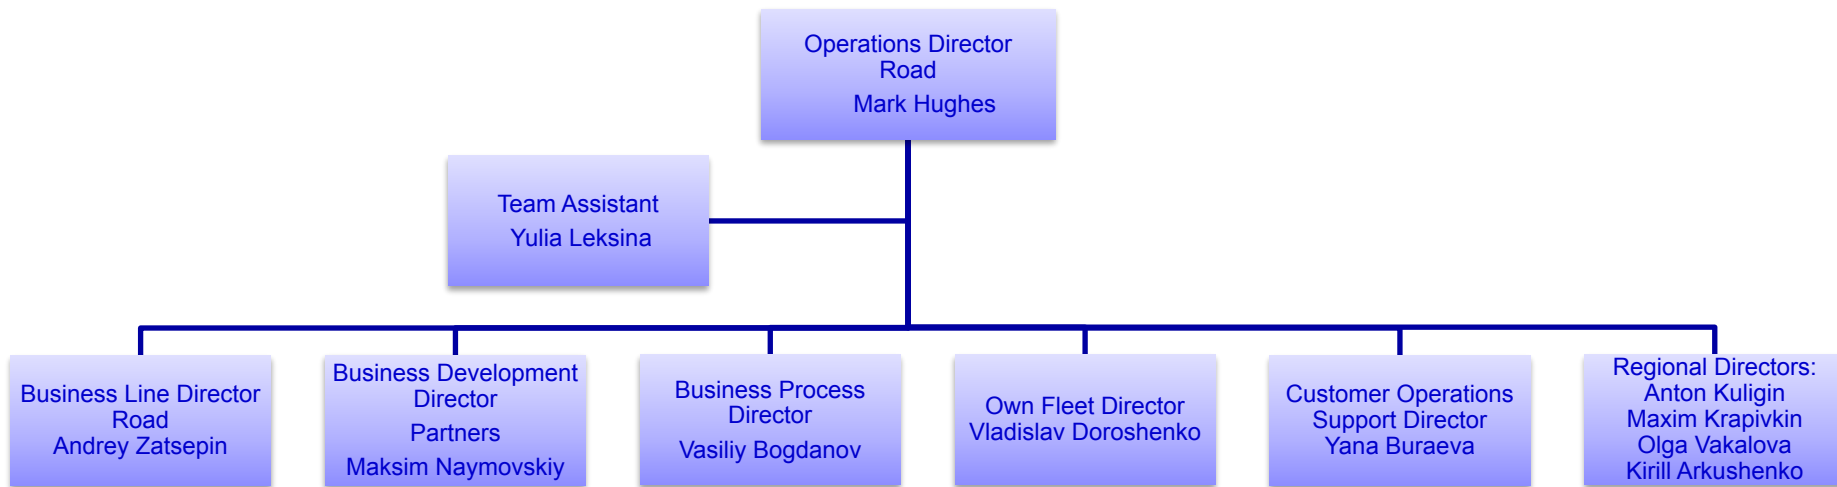 Operations Director
Road
Mark Hughes
Team Assistant
Yulia Leksina
Business Line Director
Road
Andrey Zatsepin
Business Development
Director
Partners
Maksim Naymovskiy
Business Process
Director
Vasiliy Bogdanov
Own Fleet Director
Vladislav Doroshenko
Customer Operations
Support Director
Yana Buraeva
Regional Directors:
Anton Kuligin
Maxim Krapivkin
Olga Vakalova
Kirill Arkushenko